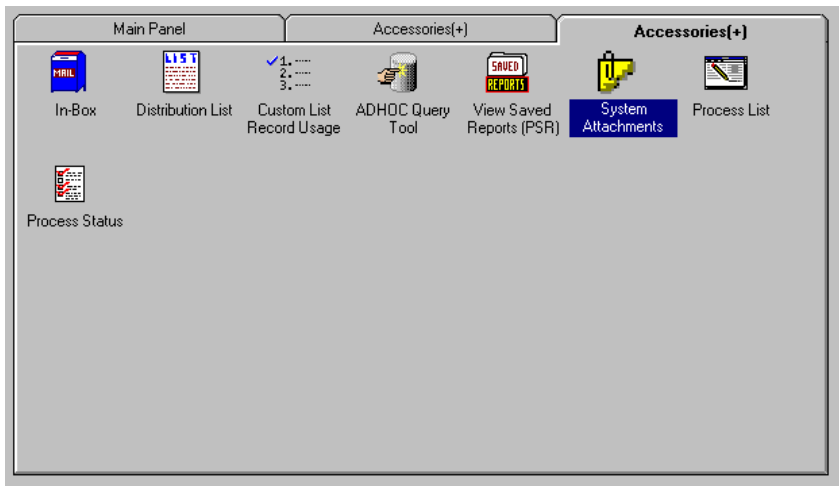 Main Panel
Accessories(+)
Accessories(+)
MAIL
LIST
1.
2.
3.
SAVED
REPORTS
In-Box
Distribution List
Custom List
Record Usage
ADHOC Query
Tool
View Saved
Reports (PSR)
System
Attachments
Process List
Process Status